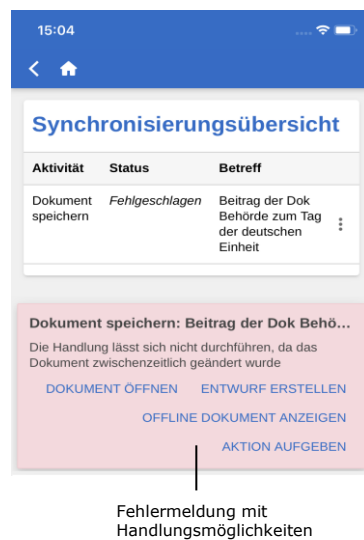 15:04
Synchronisierungsübersicht
Aktivität Status Betreff
Dokument speichern Fehlgeschlagen Beitrag der Dok Behörde zum Tag der deutschen Einheit
Dokument speichern: Beitrag der Dok Behö...
Die Handlung lässt sich nicht durchführen, da das
Dokument zwischenzeitlich geändert wurde
DOKUMENT ÖFFNEN ENTWURF ERSTELLEN
OFFLINE DOKUMENT ANZEIGEN
AKTION AUFGEBEN
Fehlermeldung mit
Handlungsmöglichkeiten